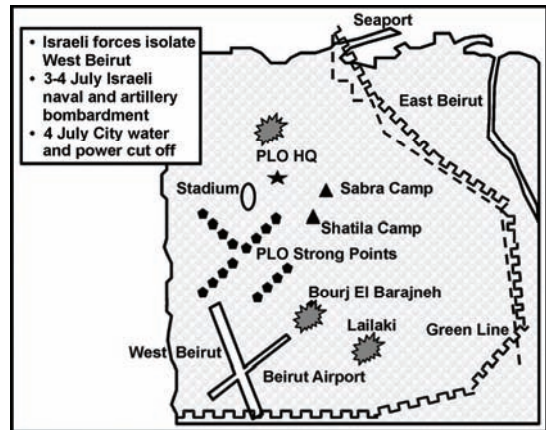 Seaport
• Israeli forces isolate
West Beirut
• 3-4 July Israeli
naval and artillery
bombardment
• 4 July City water
and power cut off
East Beirut
PLO HQ
Stadium
Sabra Camp
Shatila Camp
PLO Strong Points
Bourj El Barajneh
Lailaki
Green Line
West Beirut
Beirut Airport